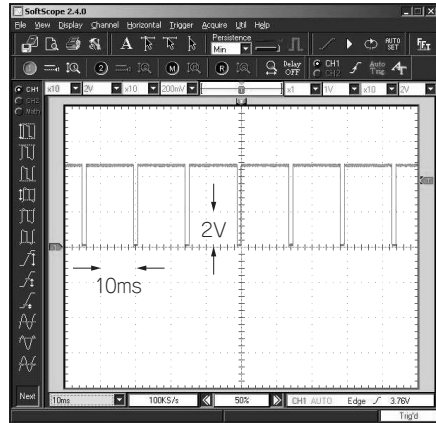 SoftScope 2.4.0
File View Display Channel Horizontal Trigger Acquire Util Help
A Persistence Min AUTO SET FFT
2 M R Delay OFF CH1 CH2 Auto Trig
CH1 x10 2V x10 200mV x1 1V x10 2V
CH2
Math
2V
10ms
Next 10ms 100KS/s 50% CH1 AUTO Edge 3.76V
Trig'd